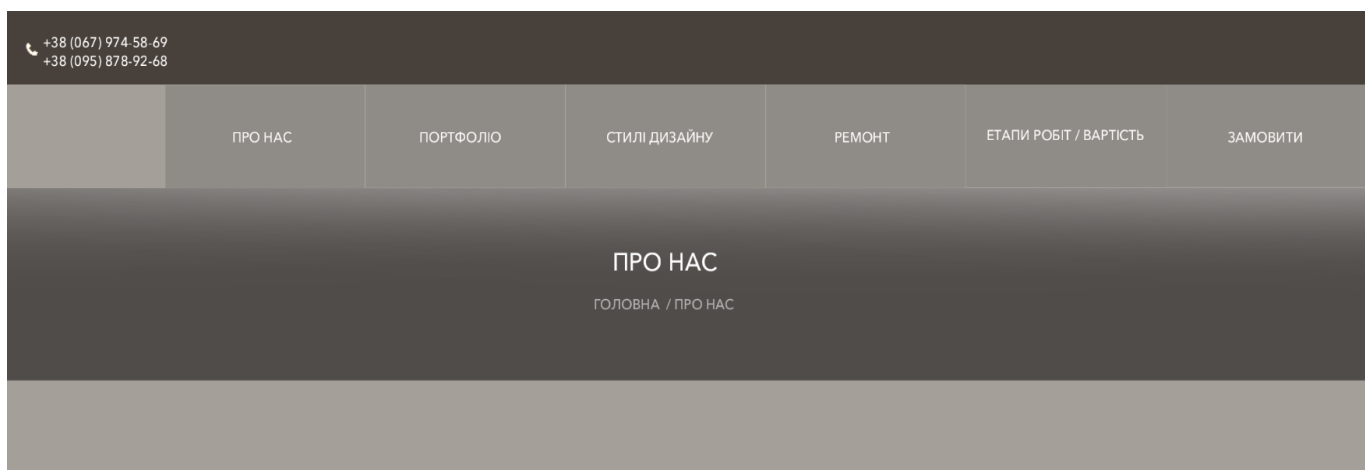 +38 (067) 974-58-69
+38 (095) 878-92-68
ПРО НАС
ПОРТФОЛІО
СТИЛІ ДИЗАЙНУ
РЕМОНТ
ЕТАПИ РОБІТ / ВАРТІСТЬ
ЗАМОВИТИ
ПРО НАС
ГОЛОВНА / ПРО НАС